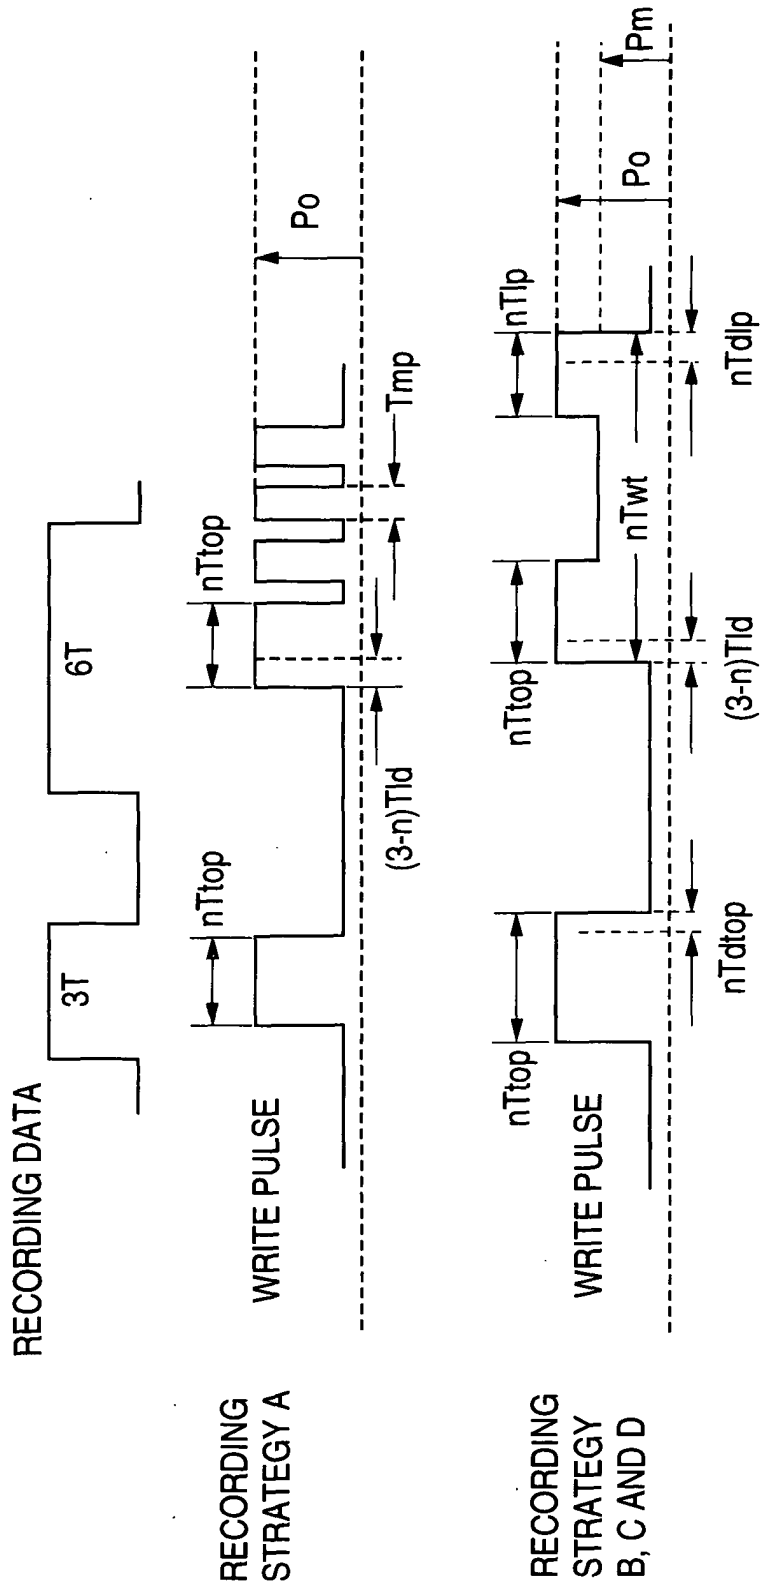 RECORDING DATA
3T
6T
RECORDING
STRATEGY A
WRITE PULSE
nTtop
nTtop
(3-n)Tld
Tmp
Po
RECORDING
STRATEGY
B, C AND D
WRITE PULSE
nTtop
nTdtop
nTtop
(3-n)Tld
nTwt
nTlp
nTdlp
Po
Pm